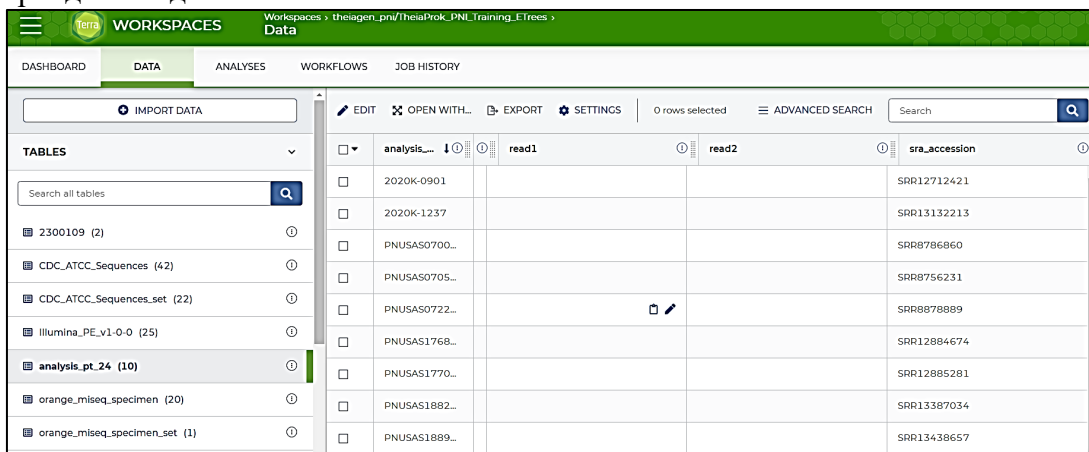 Terra WORKSPACES
Workspaces › theiagen_pni/TheiaProk_PNI_Training_ETrees ›
Data
DASHBOARD DATA ANALYSES WORKFLOWS JOB HISTORY
IMPORT DATA
EDIT OPEN WITH... EXPORT SETTINGS 0 rows selected ADVANCED SEARCH Search
TABLES
analysis_... read1 read2 sra_accession
Search all tables
2020K-0901 SRR12712421
2020K-1237 SRR13132213
2300109 (2)
PNUSAS0700... SRR8786860
CDC_ATCC_Sequences (42)
PNUSAS0705... SRR8756231
CDC_ATCC_Sequences_set (22)
PNUSAS0722... SRR8878889
Illumina_PE_v1-0-0 (25)
PNUSAS1768... SRR12884674
analysis_pt_24 (10)
PNUSAS1770... SRR12885281
orange_miseq_specimen (20)
PNUSAS1882... SRR13387034
orange_miseq_specimen_set (1)
PNUSAS1889... SRR13438657